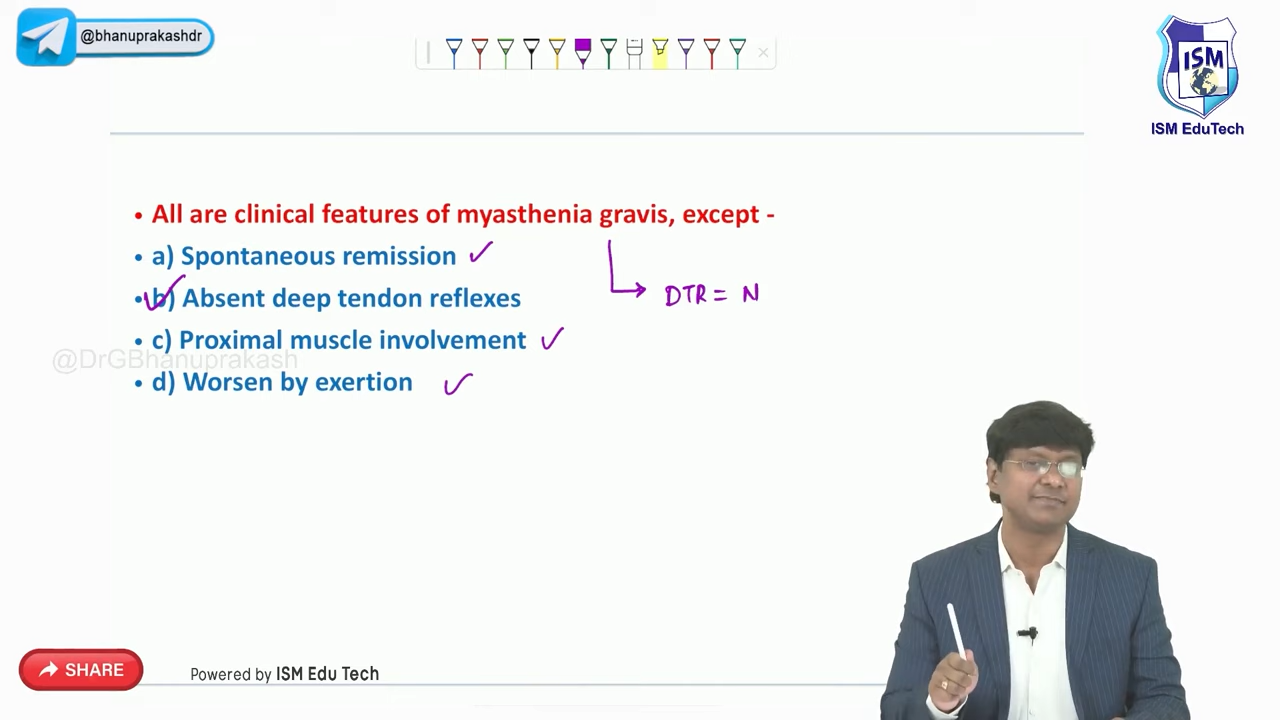 @bhanuprakashdr
ISM
ISM EduTech
• All are clinical features of myasthenia gravis, except -
• a) Spontaneous remission
• b) Absent deep tendon reflexes
DTR = N
• c) Proximal muscle involvement
@DrGBhanuprakash
• d) Worsen by exertion
SHARE
Powered by ISM Edu Tech